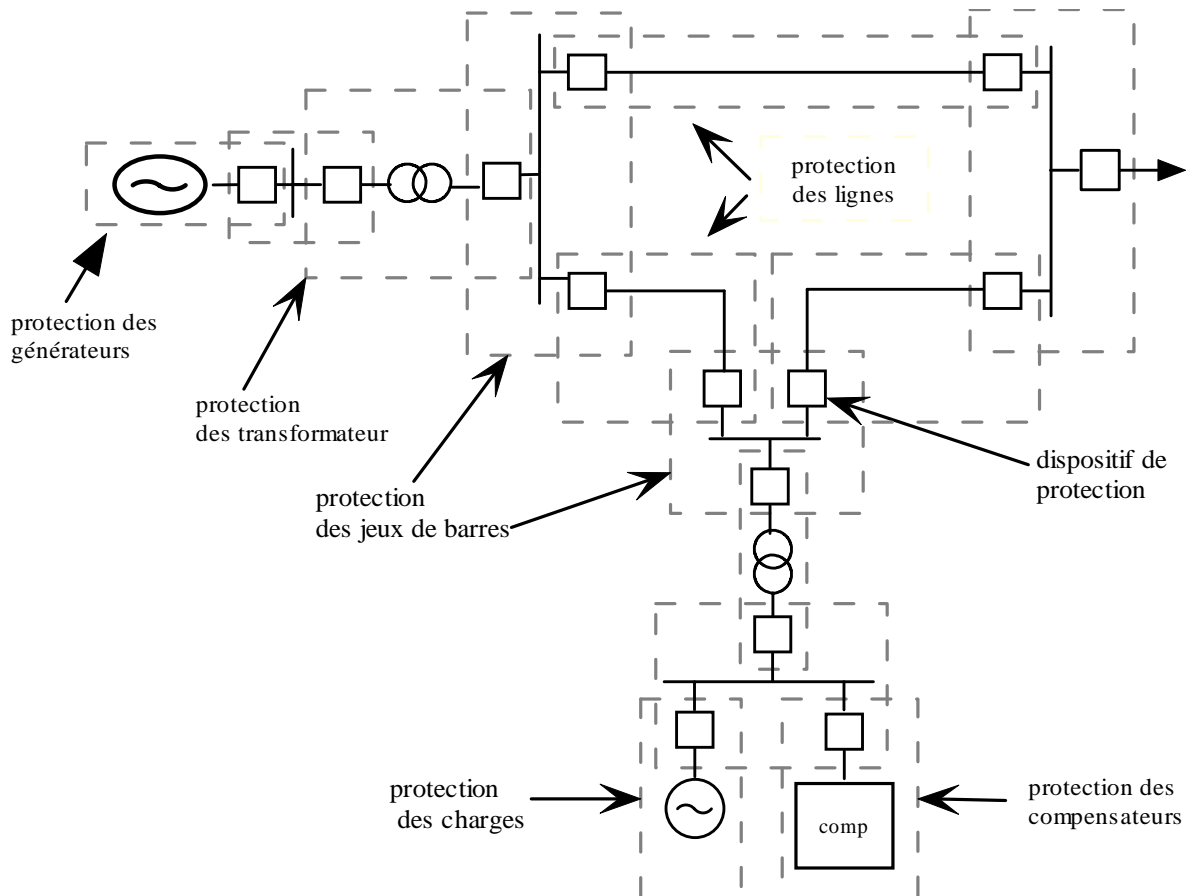 protection
des lignes
protection des
générateurs
protection
des transformateur
protection
des jeux de barres
dispositif de
protection
protection
des charges
comp
protection des
compensateurs